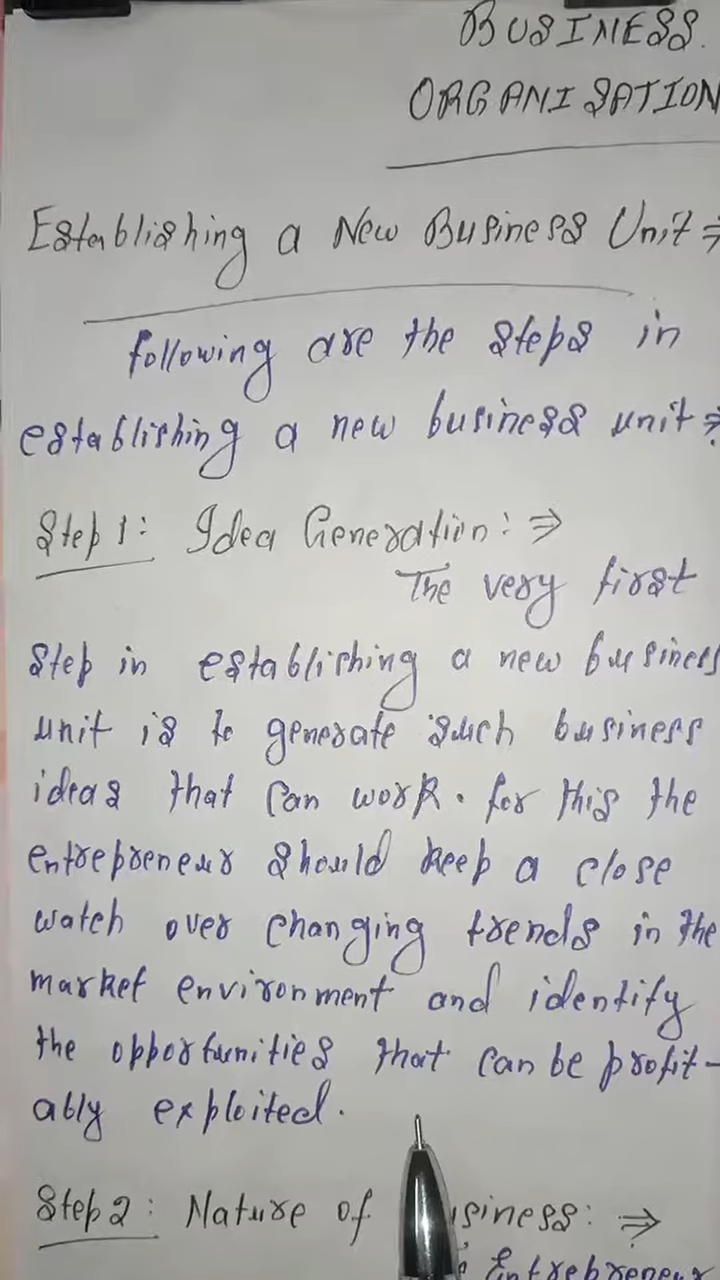 BUSINESS.
ORGANISATION
Establishing a New Business Unit ⇒
following are the steps in
establishing a new business unit ⇒
Step 1: Idea Generation: ⇒
The very first
Step in establishing a new business
unit is to generate such business
ideas that can work. for this the
entrepreneur should keep a close
watch over changing trends in the
market environment and identify
the opportunities that can be profit-
ably exploited.
Step 2: Nature of siness: ⇒
Entrepreneur